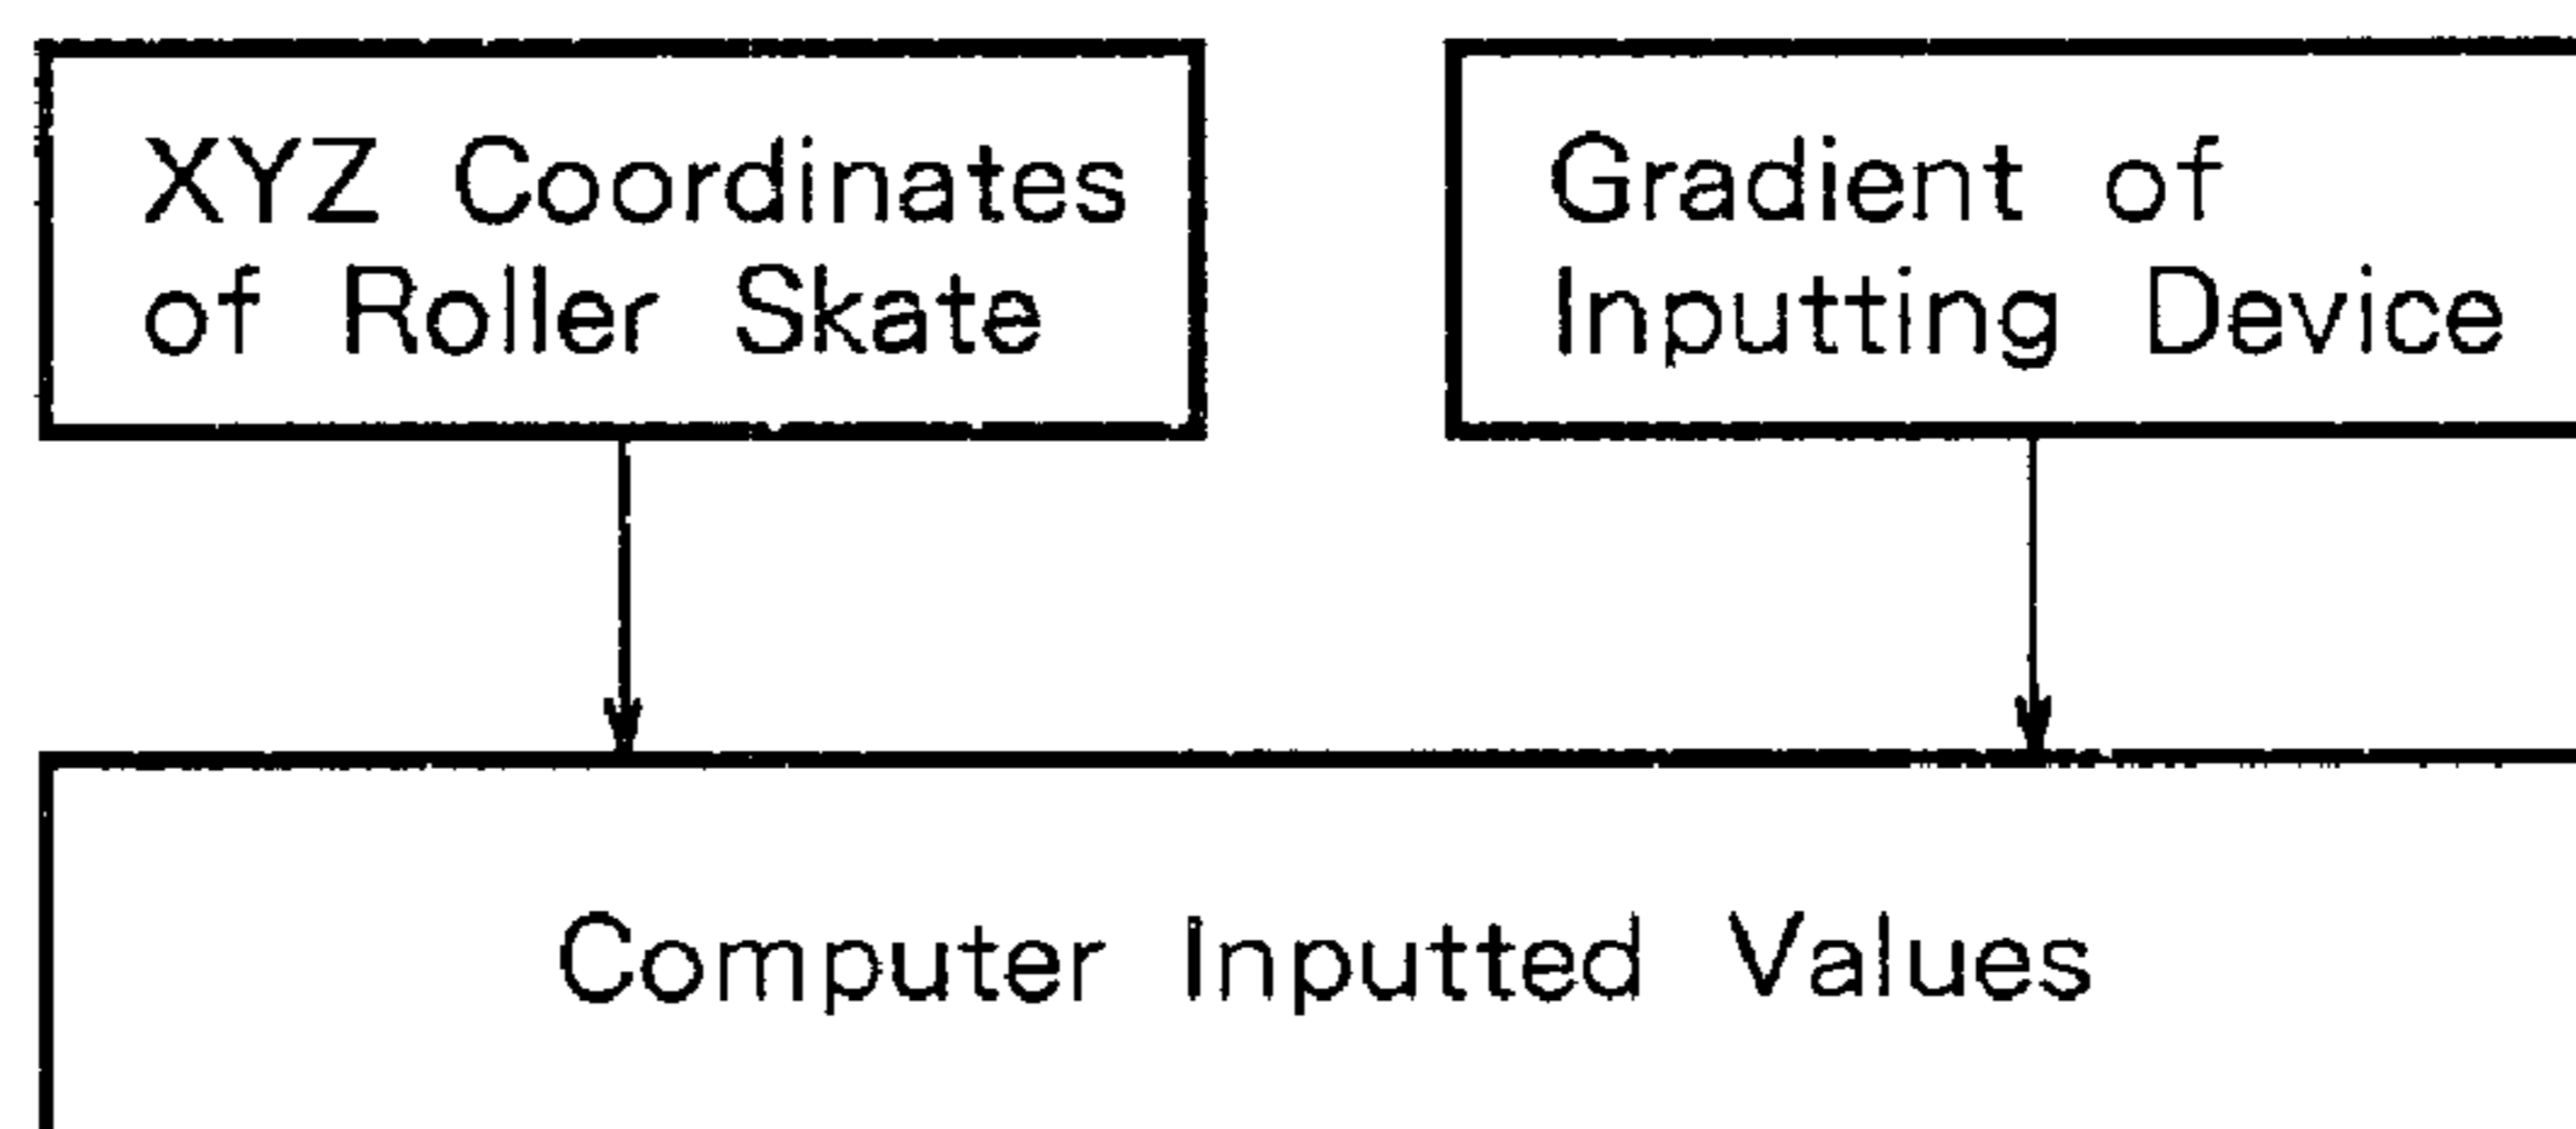 XYZ Coordinates
of Roller Skate
Gradient of
Inputting Device
Computer Inputted Values